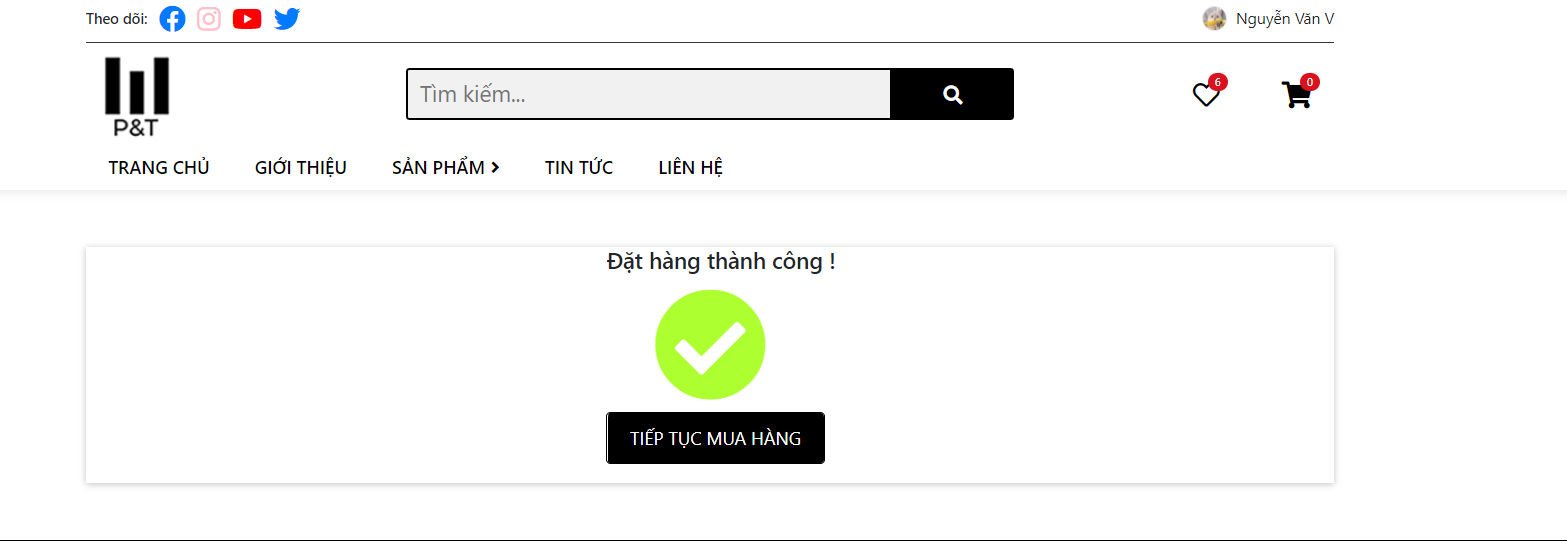 Theo dõi:
Nguyễn Văn V
P&T
Tìm kiếm...
6
0
TRANG CHỦ GIỚI THIỆU SẢN PHẨM TIN TỨC LIÊN HỆ
Đặt hàng thành công !
TIẾP TỤC MUA HÀNG